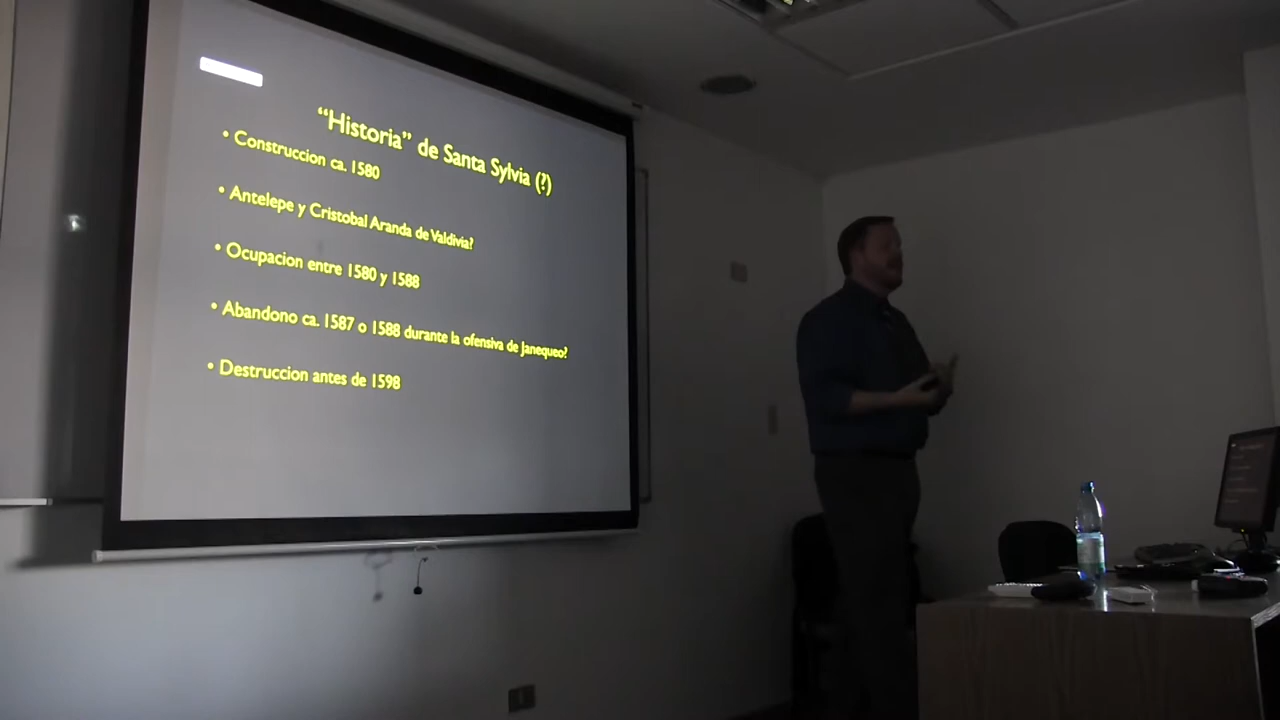 “Historia” de Santa Sylvia (?)
• Construccion ca. 1580
• Antelepe y Cristobal Aranda de Valdivia?
• Ocupacion entre 1580 y 1588
• Abandono ca. 1587 o 1588 durante la ofensiva de Janequeo?
• Destruccion antes de 1598